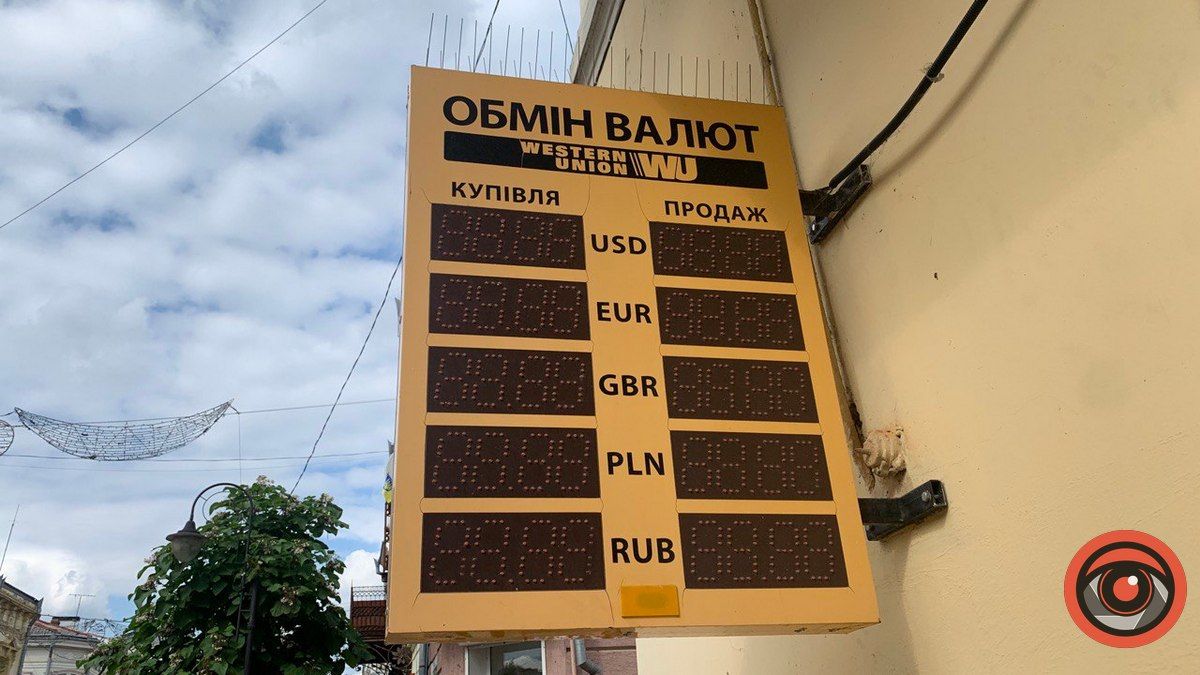 ОБМІН ВАЛЮТ
WESTERN UNION WU
КУПІВЛЯ ПРОДАЖ
USD
EUR
GBR
PLN
RUB